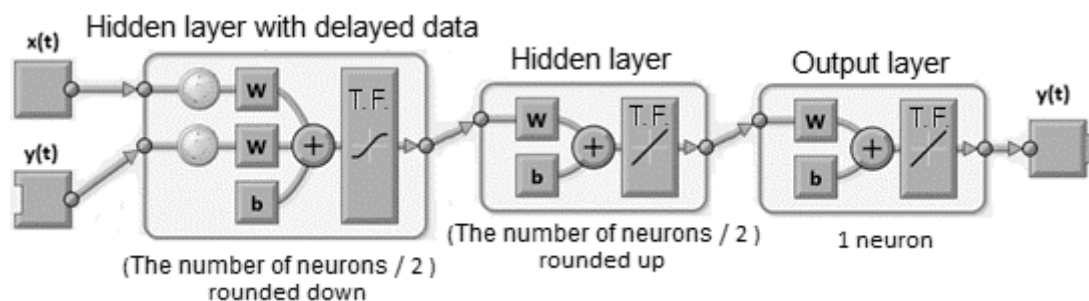 Hidden layer with delayed data
x(t)
W
T. F.
y(t)
W
b
(The number of neurons / 2 )
rounded down
Hidden layer
W
T. F.
b
(The number of neurons / 2 )
rounded up
Output layer
W
T. F.
b
1 neuron
y(t)